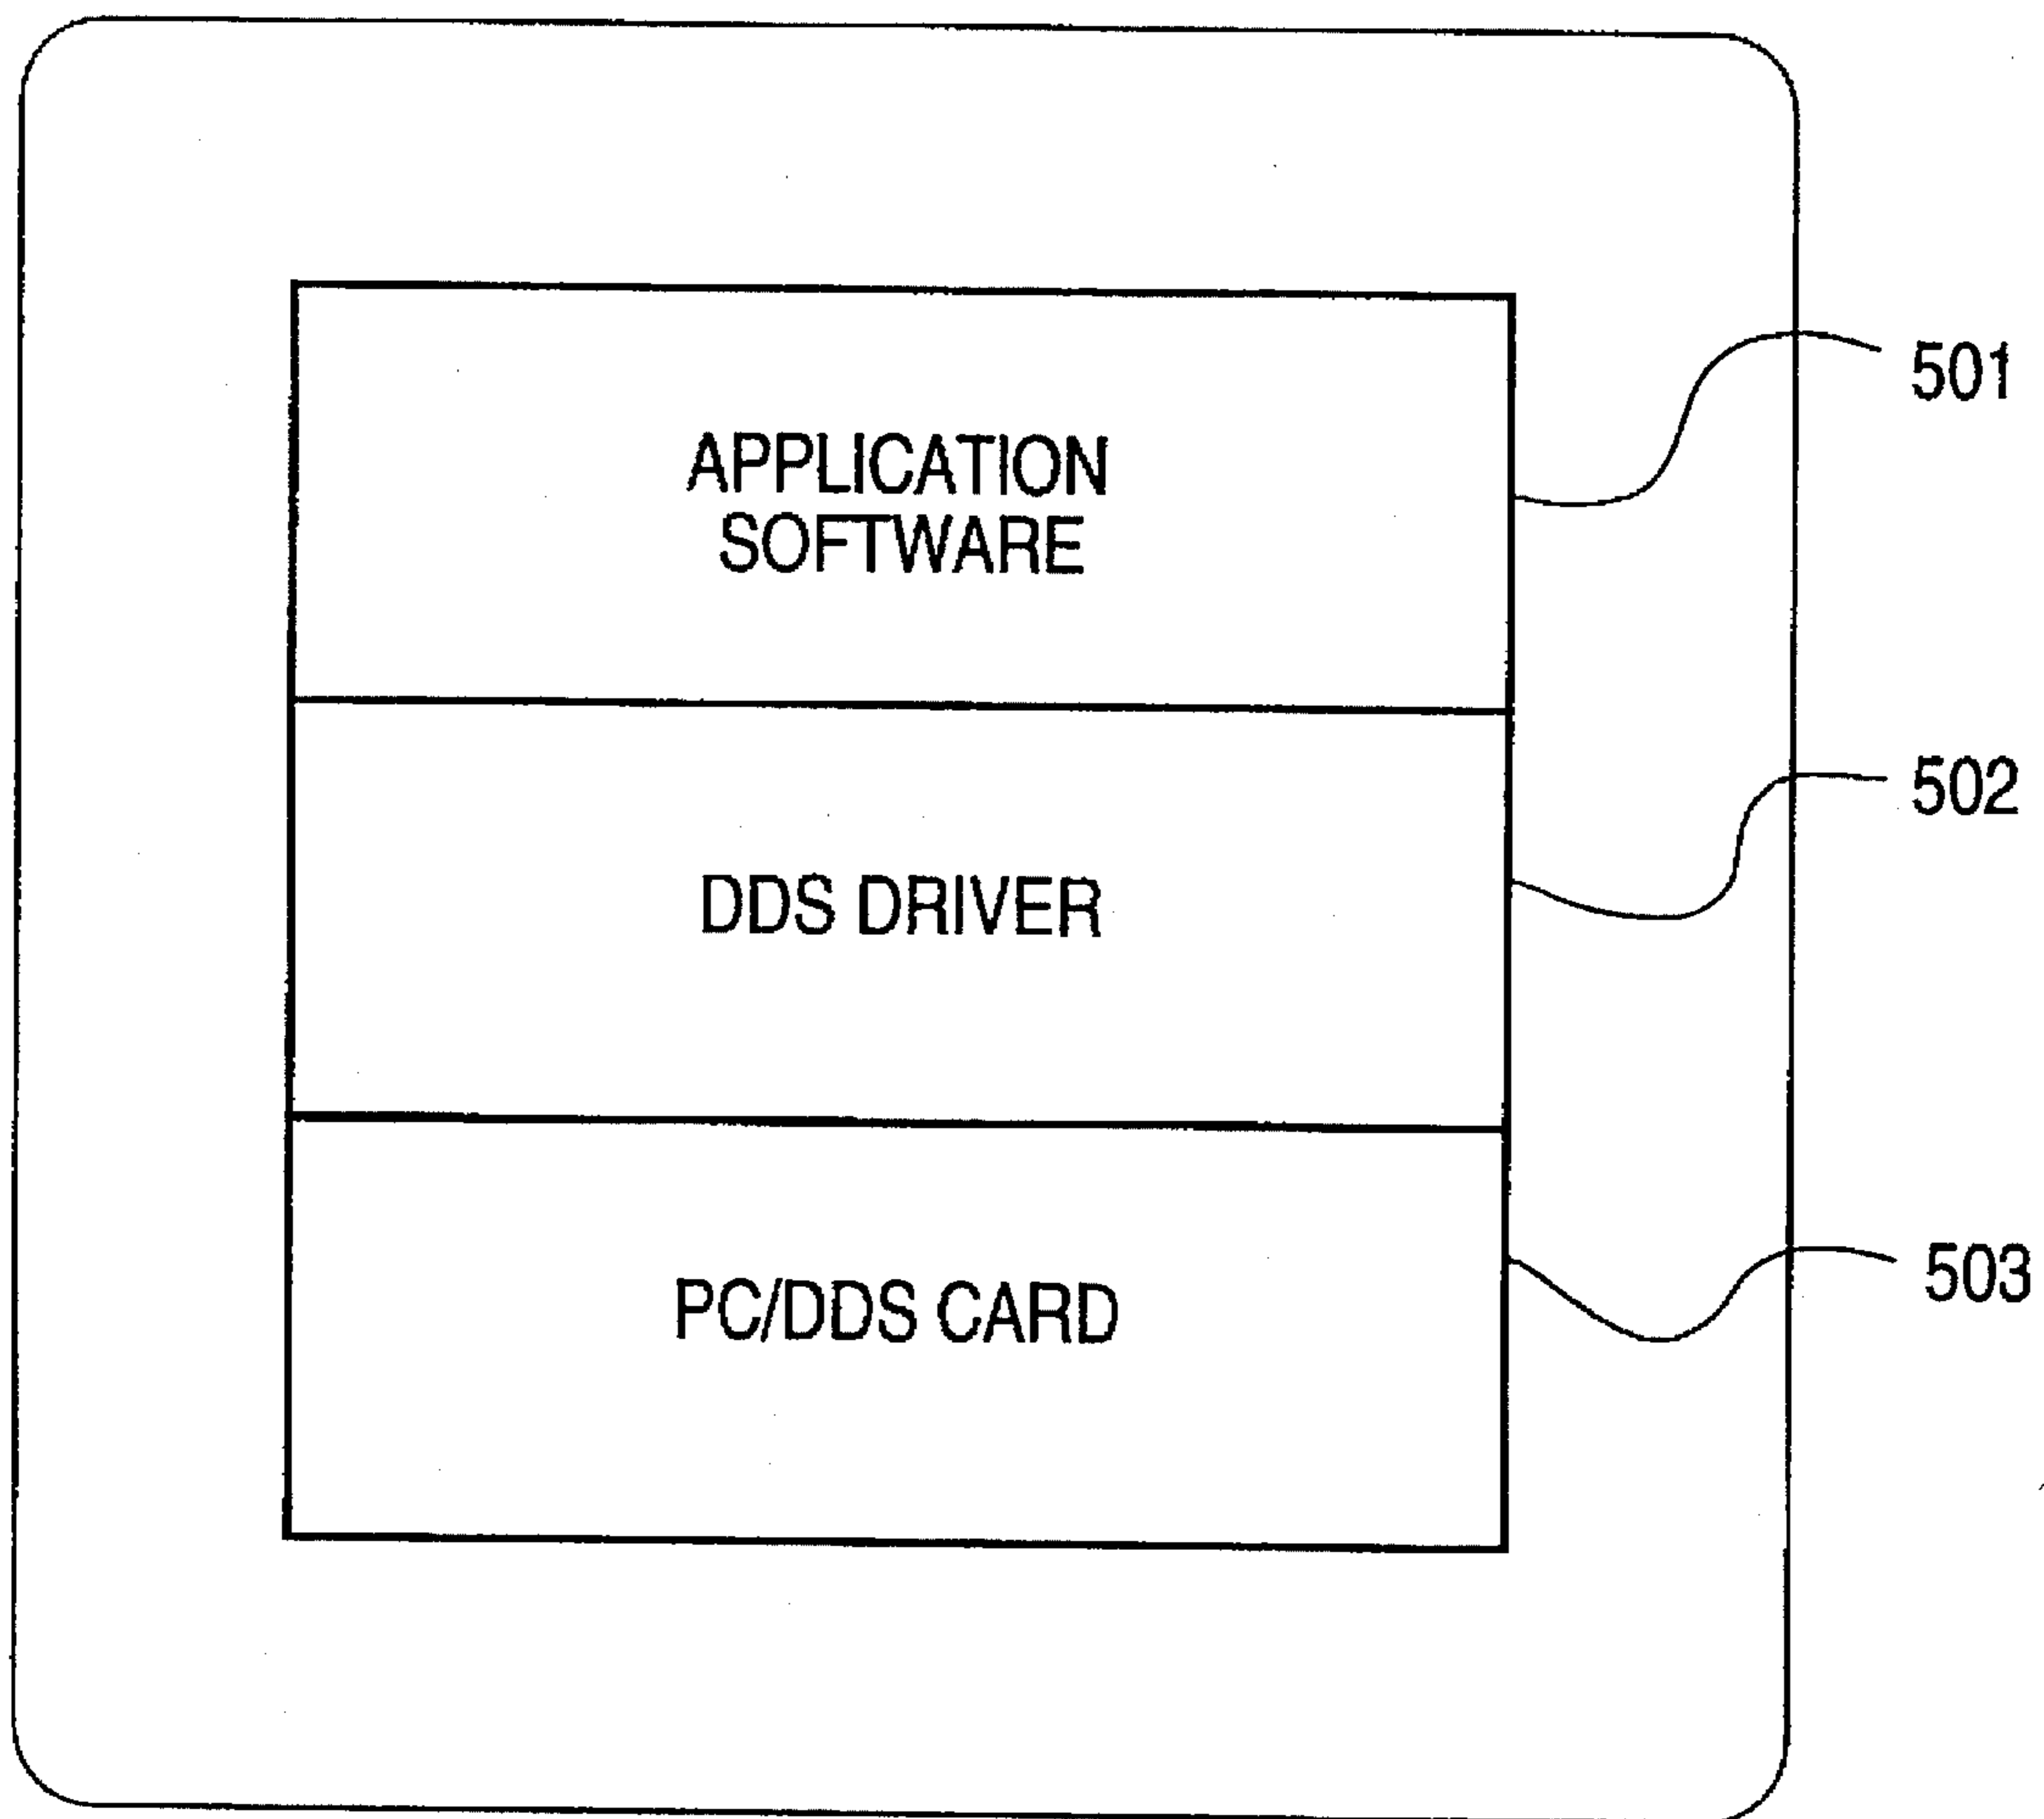 APPLICATION
SOFTWARE
501
DDS DRIVER
502
PC/DDS CARD
503